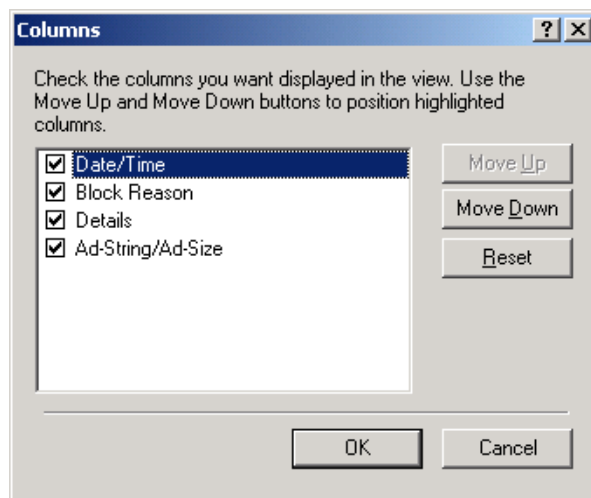 Columns
Check the columns you want displayed in the view. Use the
Move Up and Move Down buttons to position highlighted
columns.
Date/Time
Block Reason
Details
Ad-String/Ad-Size
Move Up
Move Down
Reset
OK
Cancel